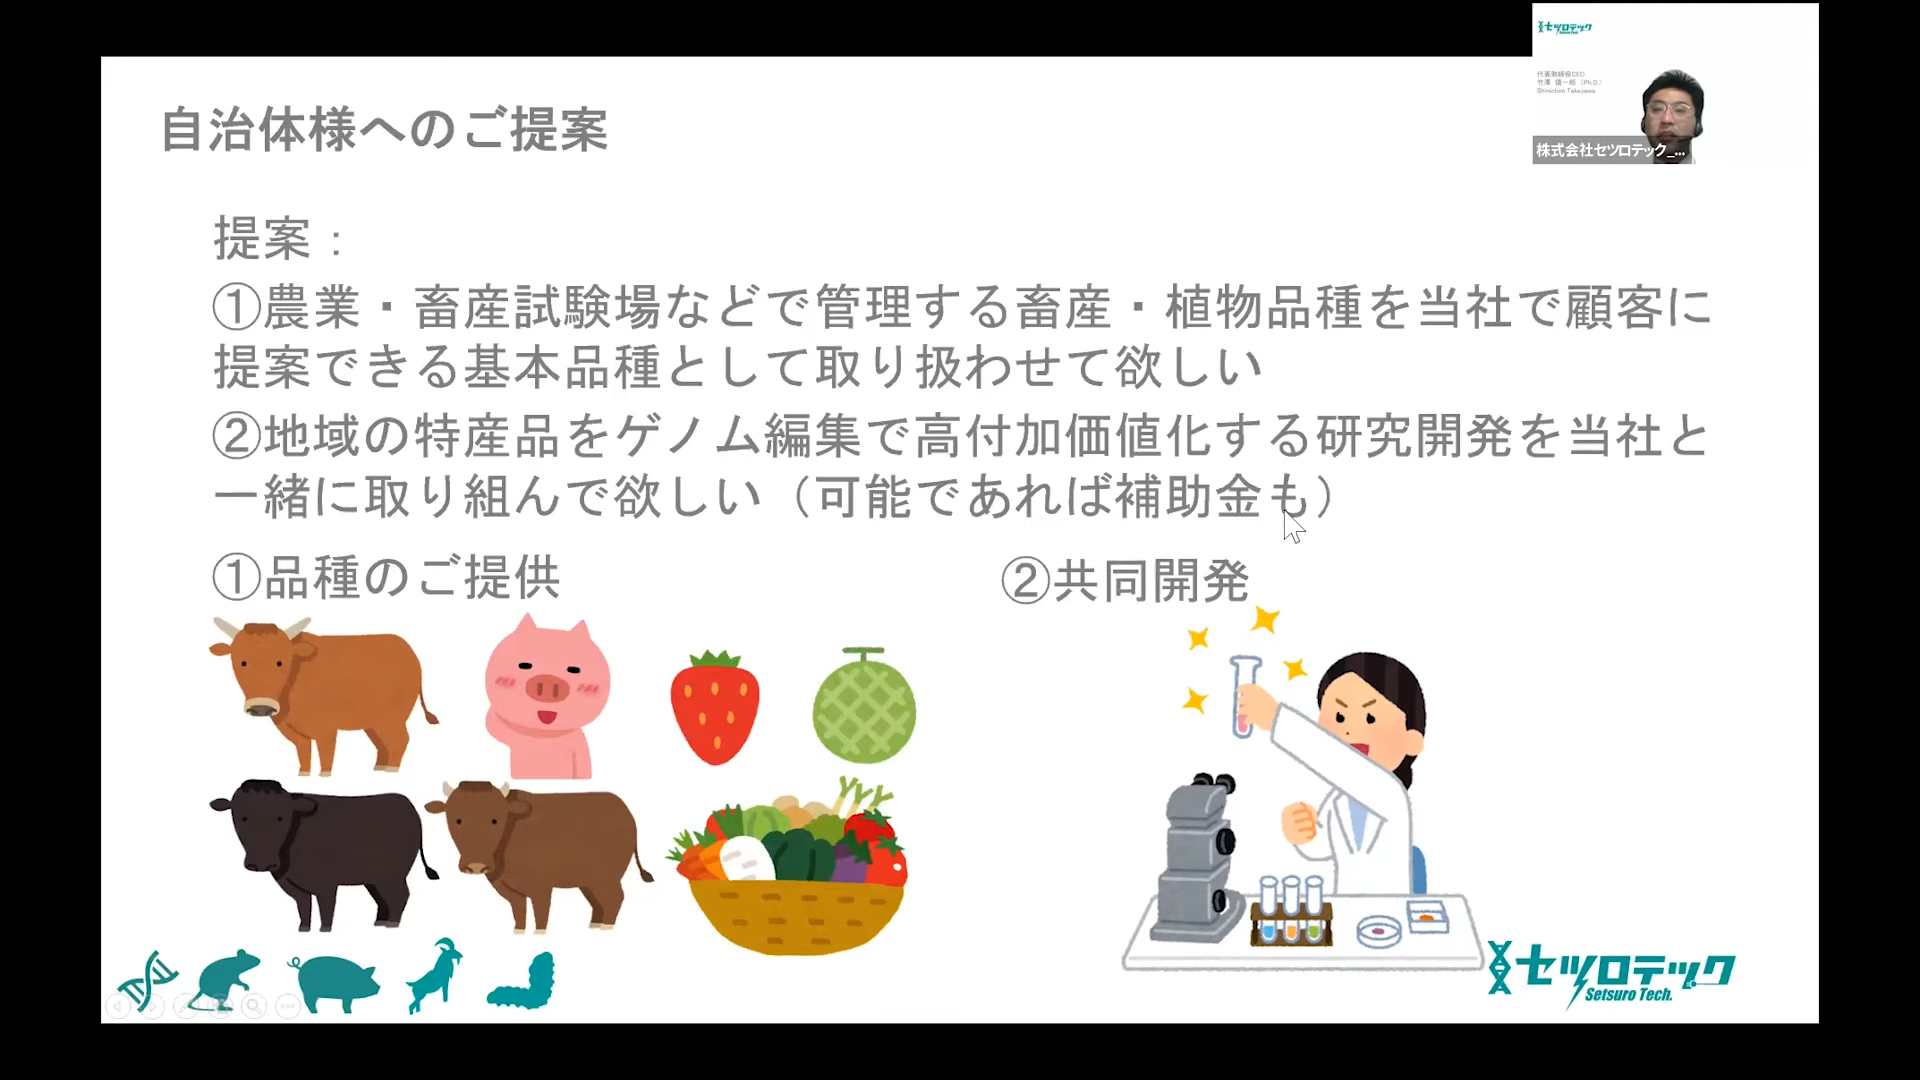 セツロテック
代表取締役CEO
竹澤 慎一郎 (Ph.D.)
Shinichiro Takezawa
株式会社セツロテック_...
自治体様へのご提案
提案：
①農業・畜産試験場などで管理する畜産・植物品種を当社で顧客に
提案できる基本品種として取り扱わせて欲しい
②地域の特産品をゲノム編集で高付加価値化する研究開発を当社と
一緒に取り組んで欲しい（可能であれば補助金も）
①品種のご提供
②共同開発
セツロテック
Setsuro Tech.